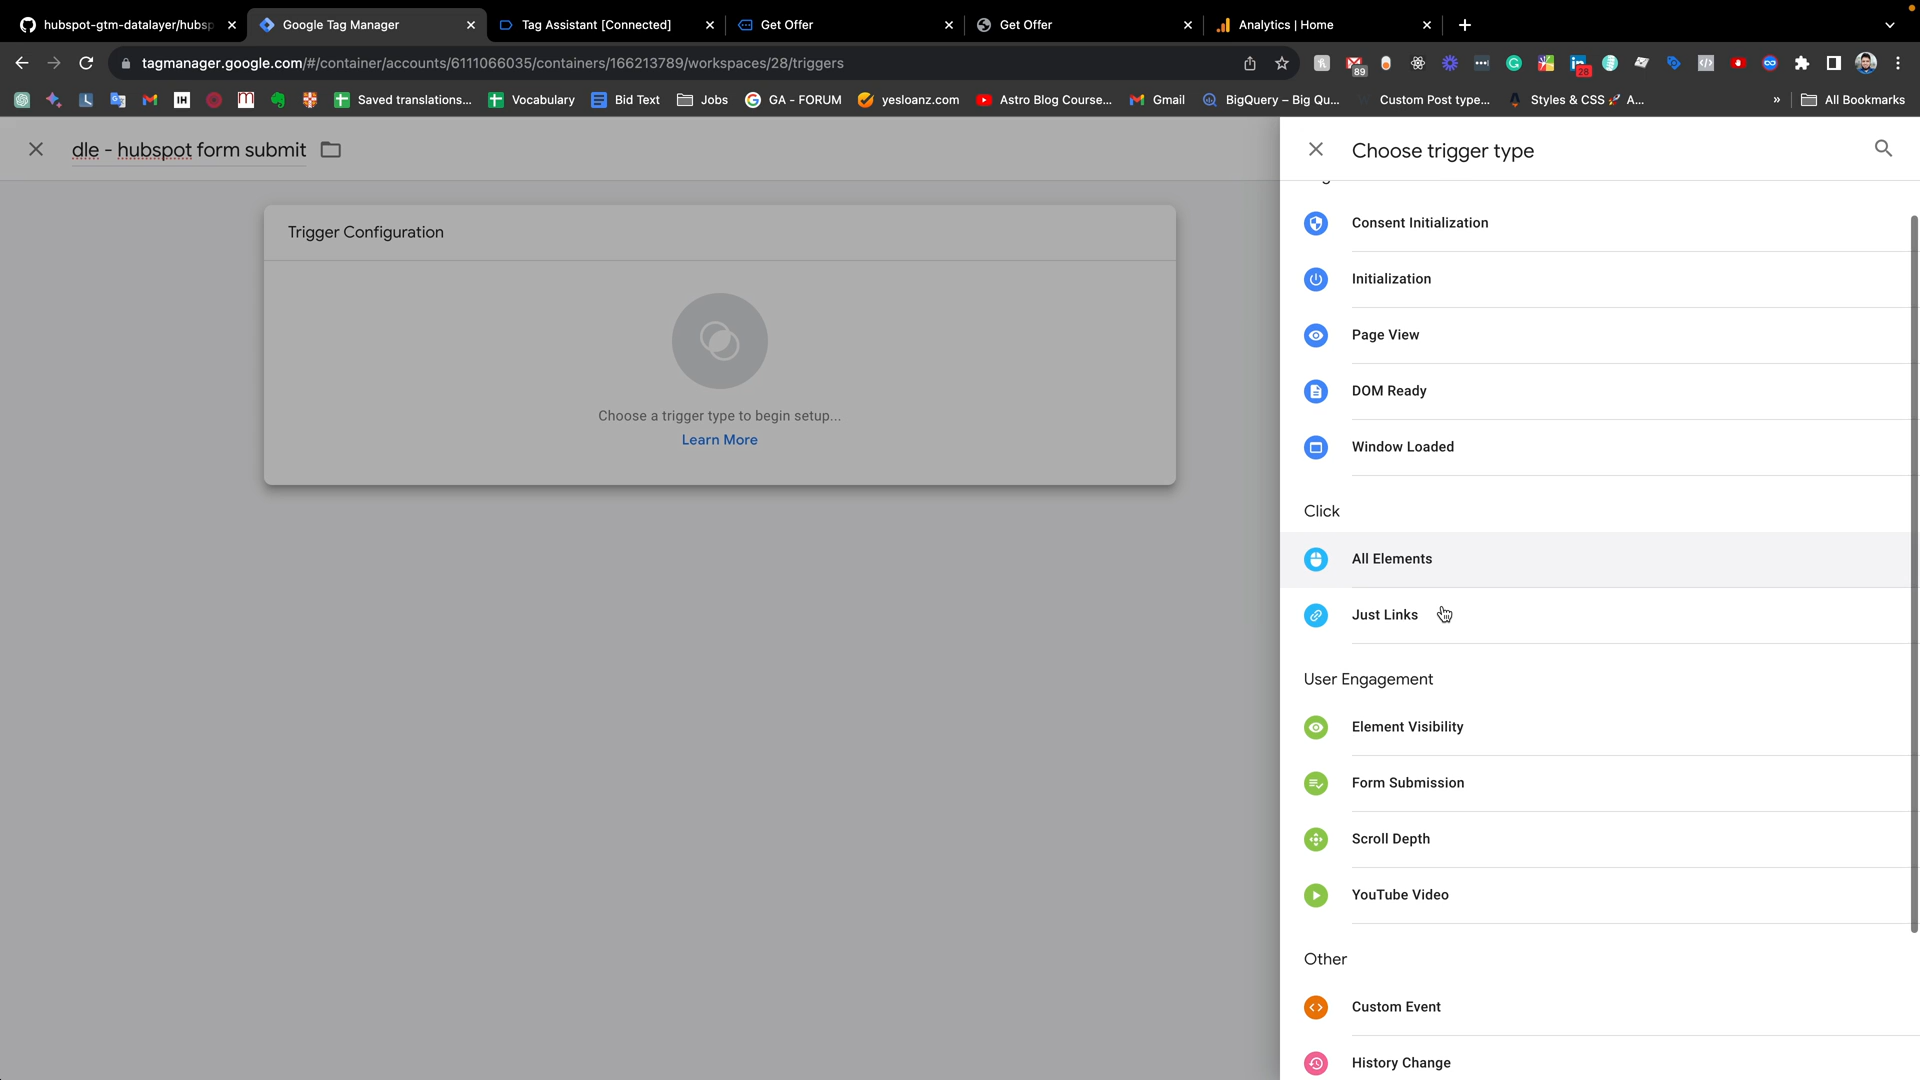 hubspot-gtm-datalayer/hubsp
Google Tag Manager
Tag Assistant [Connected]
Get Offer
Get Offer
Analytics | Home
tagmanager.google.com/#/container/accounts/6111066035/containers/166213789/workspaces/28/triggers
89
28
Saved translations...
Vocabulary
Bid Text
Jobs
GA - FORUM
yesloanz.com
Astro Blog Course...
Gmail
BigQuery – Big Qu...
Custom Post type...
Styles & CSS 🚀 A...
»
All Bookmarks
dle - hubspot form submit
Choose trigger type
Trigger Configuration
Choose a trigger type to begin setup...
Learn More
Consent Initialization
Initialization
Page View
DOM Ready
Window Loaded
Click
All Elements
Just Links
User Engagement
Element Visibility
Form Submission
Scroll Depth
YouTube Video
Other
Custom Event
History Change